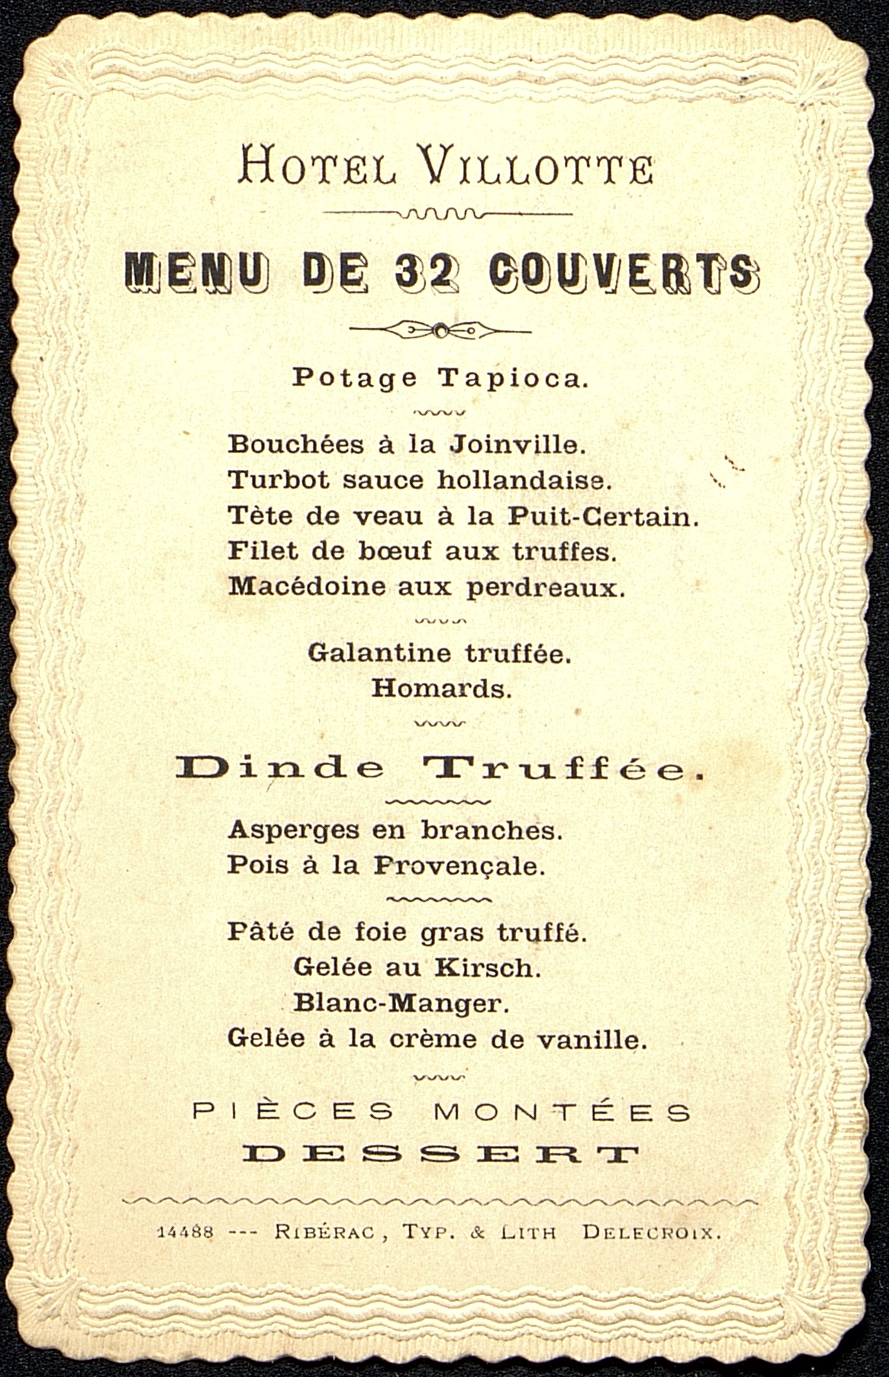 HOTEL VILLOTTE
MENU DE 32 COUVERTS
Potage Tapioca.
Bouchées à la Joinville.
Turbot sauce hollandaise.
Tète de veau à la Puit-Certain.
Filet de bœuf aux truffes.
Macédoine aux perdreaux.
Galantine truffée.
Homards.
Dinde Truffée.
Asperges en branches.
Pois à la Provençale.
Pâté de foie gras truffé.
Gelée au Kirsch.
Blanc-Manger.
Gelée à la crème de vanille.
PIÈCES MONTÉES
DESSERT
14488 --- RIBÉRAC, TYP. & LITH DELECROIX.